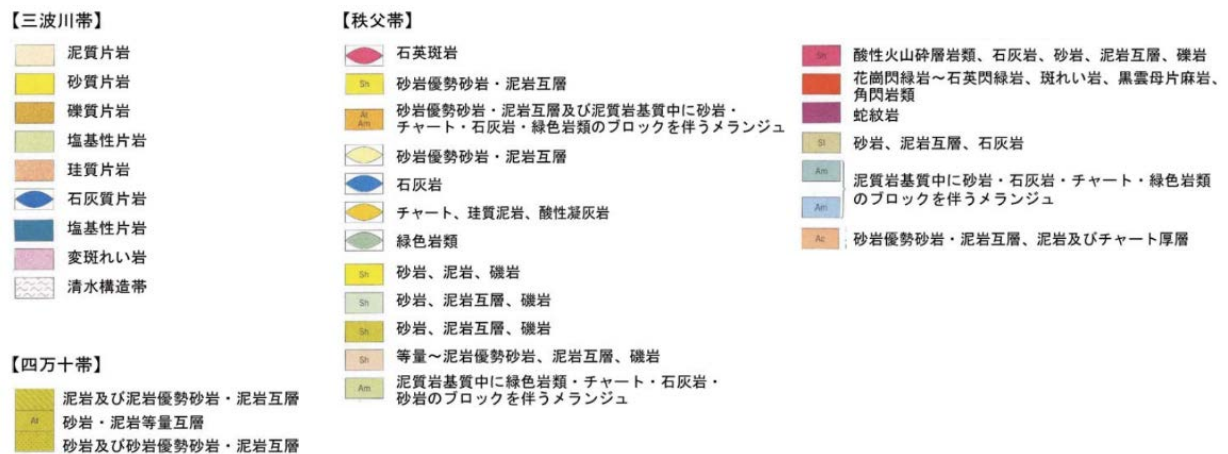 【三波川帯】
泥質片岩
砂質片岩
礫質片岩
塩基性片岩
珪質片岩
石灰質片岩
塩基性片岩
変斑れい岩
清水構造帯
【四万十帯】
泥岩及び泥岩優勢砂岩・泥岩互層
At
砂岩・泥岩等量互層
砂岩及び砂岩優勢砂岩・泥岩互層
【秩父帯】
石英斑岩
Sh
砂岩優勢砂岩・泥岩互層
At
Am
砂岩優勢砂岩・泥岩互層及び泥質岩基質中に砂岩・
チャート・石灰岩・緑色岩類のブロックを伴うメランジュ
砂岩優勢砂岩・泥岩互層
石灰岩
チャート、珪質泥岩、酸性凝灰岩
緑色岩類
Sh
砂岩、泥岩、磯岩
Sh
砂岩、泥岩互層、磯岩
Sh
砂岩、泥岩互層、磯岩
Sh
等量～泥岩優勢砂岩、泥岩互層、磯岩
Am
泥質岩基質中に緑色岩類・チャート・石灰岩・
砂岩のブロックを伴うメランジュ
Sh
酸性火山砕屑岩類、石灰岩、砂岩、泥岩互層、礫岩
花崗閃緑岩～石英閃緑岩、斑れい岩、黒雲母片麻岩、
角閃岩類
蛇紋岩
Sl
砂岩、泥岩互層、石灰岩
Am
Am
泥質岩基質中に砂岩・石灰岩・チャート・緑色岩類
のブロックを伴うメランジュ
Ac
砂岩優勢砂岩・泥岩互層、泥岩及びチャート厚層